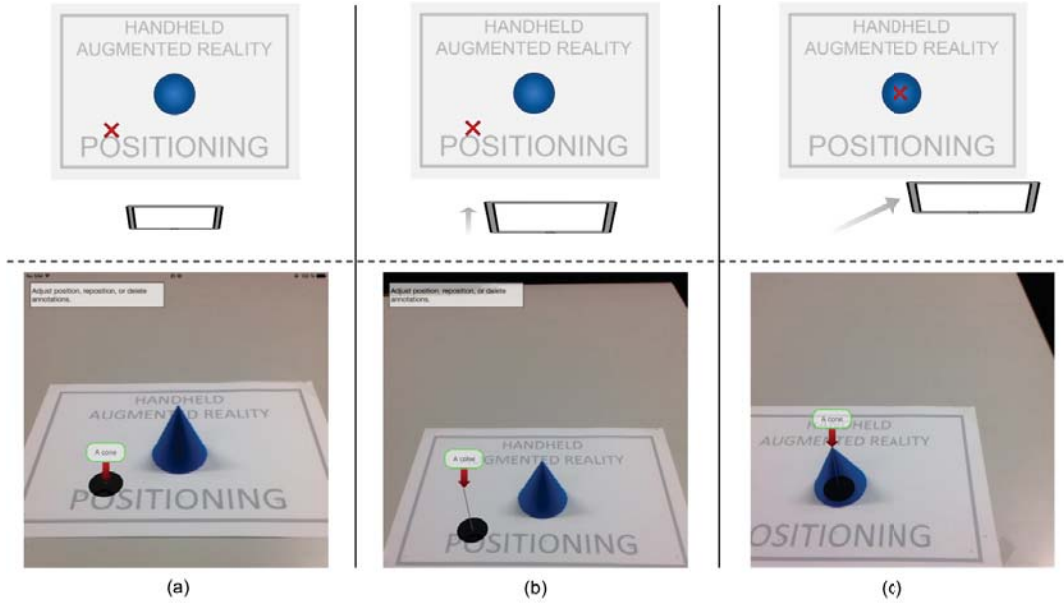 HANDHELD
AUGMENTED REALITY
POSITIONING
HANDHELD
AUGMENTED REALITY
POSITIONING
HANDHELD
AUGMENTED REALITY
POSITIONING
Adjust position, reposition, or delete
annotations.
HANDHELD
AUGMENTED REALITY
A cone
POSITIONING
Adjust position, reposition, or delete
annotations.
HANDHELD
A cone
AUGMENTED REALITY
POSITIONING
A cone
HANDHELD
AUGMENTED REALITY
POSITIONING
(a)
(b)
(c)